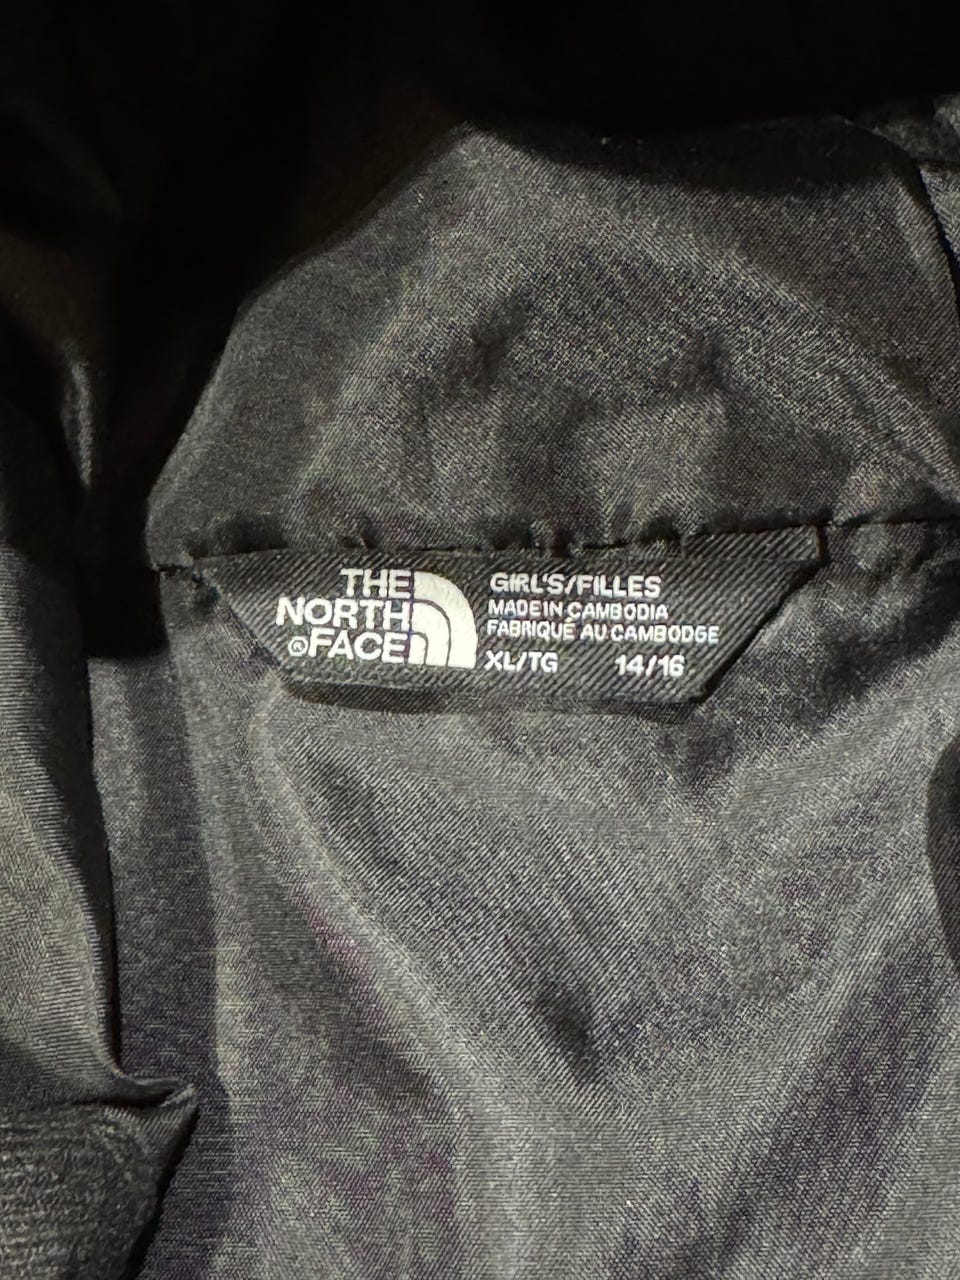 THE
NORTH
®FACE
GIRL'S/FILLES
MADE IN CAMBODIA
FABRIQUÉ AU CAMBODGE
XL/TG 14/16